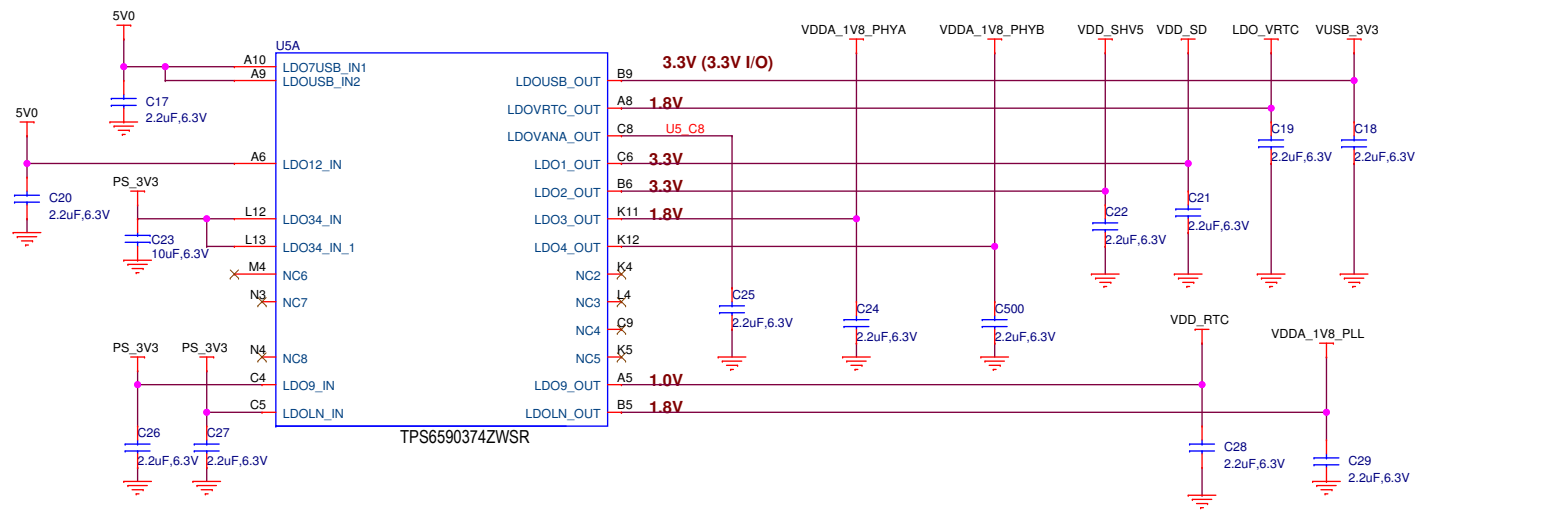 5V0
U5A
A10
LDO7USB_IN1
A9
LDOUSB_IN2
C17
2.2uF,6.3V
5V0
A6
LDO12_IN
C20
2.2uF,6.3V
PS_3V3
L12
LDO34_IN
L13
LDO34_IN_1
C23
10uF,6.3V
M4
NC6
N3
NC7
N4
NC8
PS_3V3
PS_3V3
C4
LDO9_IN
C5
LDOLN_IN
C26
2.2uF,6.3V
C27
2.2uF,6.3V
TPS6590374ZWSR
LDOUSB_OUT
B9
3.3V (3.3V I/O)
LDOVRTC_OUT
A8
1.8V
LDOVANA_OUT
C8
U5_C8
LDO1_OUT
C6
3.3V
LDO2_OUT
B6
3.3V
LDO3_OUT
K11
1.8V
LDO4_OUT
K12
NC2
K4
NC3
L4
NC4
C9
NC5
K5
LDO9_OUT
A5
1.0V
LDOLN_OUT
B5
1.8V
VDDA_1V8_PHYA
VDDA_1V8_PHYB
VDD_SHV5
VDD_SD
LDO_VRTC
VUSB_3V3
C19
2.2uF,6.3V
C18
2.2uF,6.3V
C22
2.2uF,6.3V
C21
2.2uF,6.3V
C25
2.2uF,6.3V
C24
2.2uF,6.3V
C500
2.2uF,6.3V
VDD_RTC
VDDA_1V8_PLL
C28
2.2uF,6.3V
C29
2.2uF,6.3V